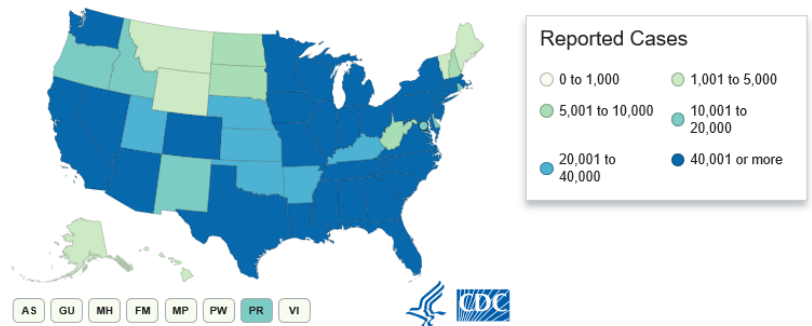 Reported Cases
0 to 1,000
1,001 to 5,000
5,001 to 10,000
10,001 to
20,000
20,001 to
40,000
40,001 or more
AS GU MH FM MP PW PR VI
CDC